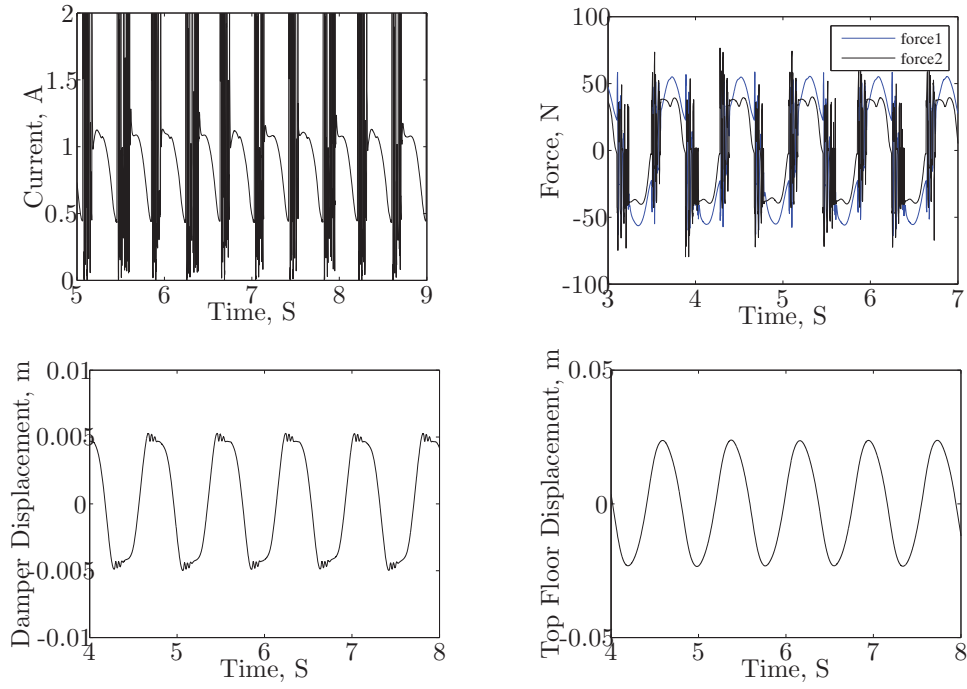 2
1.5
1
0.5
0
5 6 7 8 9
Current, A
Time, S
100
50
0
-50
-100
3 4 5 6 7
Force, N
Time, S
force1
force2
0.01
0.005
0
-0.005
-0.01
4 5 6 7 8
Damper Displacement, m
Time, S
0.05
0
-0.05
4 5 6 7 8
Top Floor Displacement, m
Time, S